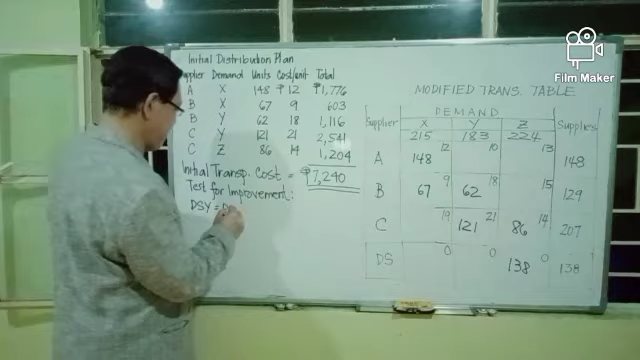 Initial Distribution Plan
Supplier Demand Units Cost/unit Total
A X 148 ₱12 ₱1,776
B X 67 9 603
B Y 62 18 1,116
C Y 121 21 2,541
C Z 86 14 1,204
Initial Transp. Cost = ₱7,240
Test for Improvement:
DSY = D
Film Maker
MODIFIED TRANS. TABLE
Supplier DEMAND Supplies
X Y Z
215 183 224
A 148 12 10 13 148
B 67 9 62 18 15 129
C 19 121 21 86 14 207
DS 0 0 138 0 138